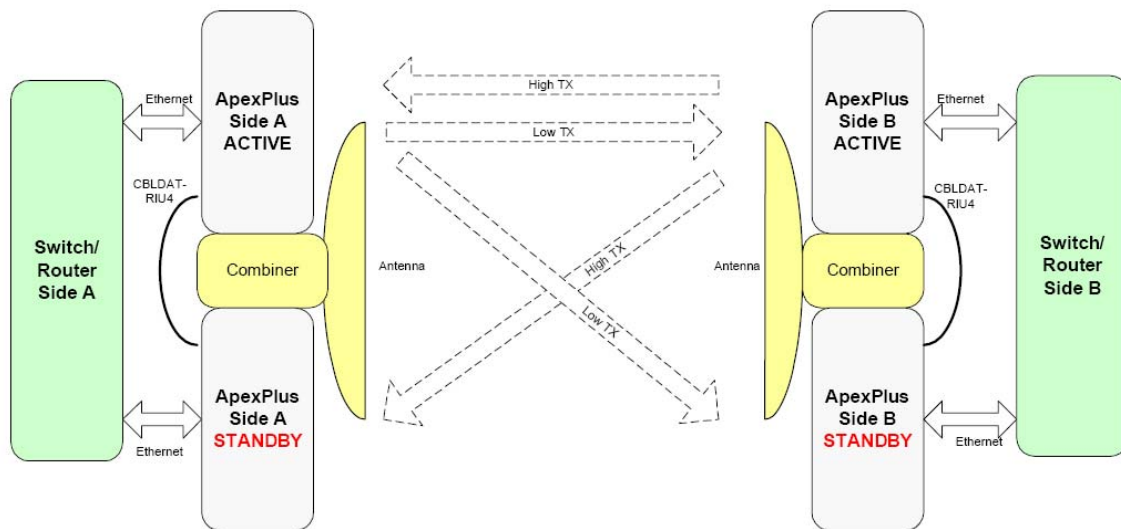 ApexPlus
Side A
ACTIVE
Ethernet
CBLDAT-
RIU4
Switch/
Router
Side A
Combiner
Antenna
ApexPlus
Side A
STANDBY
Ethernet
High TX
Low TX
High TX
Low TX
ApexPlus
Side B
ACTIVE
Ethernet
CBLDAT-
RIU4
Antenna
Combiner
Switch/
Router
Side B
ApexPlus
Side B
STANDBY
Ethernet